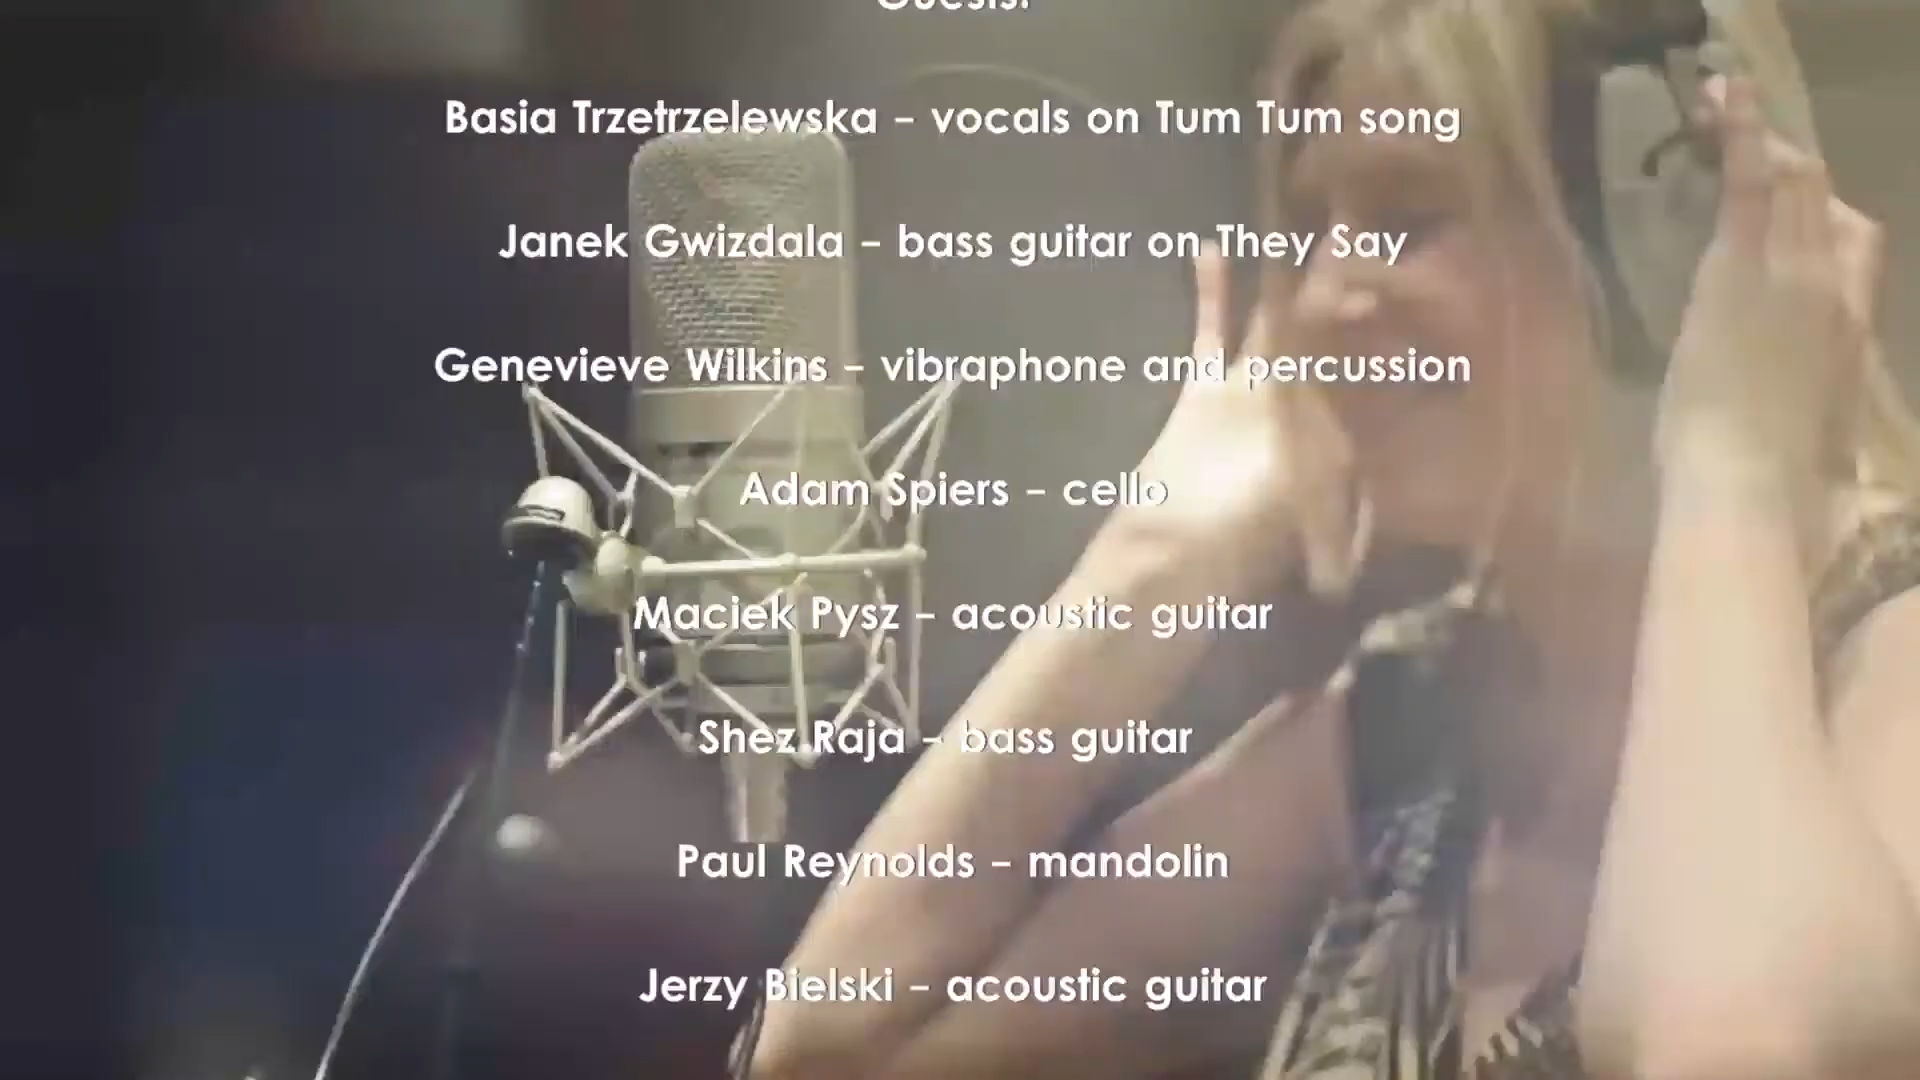 Guests:
Basia Trzetrzelewska – vocals on Tum Tum song
Janek Gwizdala – bass guitar on They Say
Genevieve Wilkins – vibraphone and percussion
Adam Spiers – cello
Maciek Pysz – acoustic guitar
Shez Raja – bass guitar
Paul Reynolds – mandolin
Jerzy Bielski – acoustic guitar